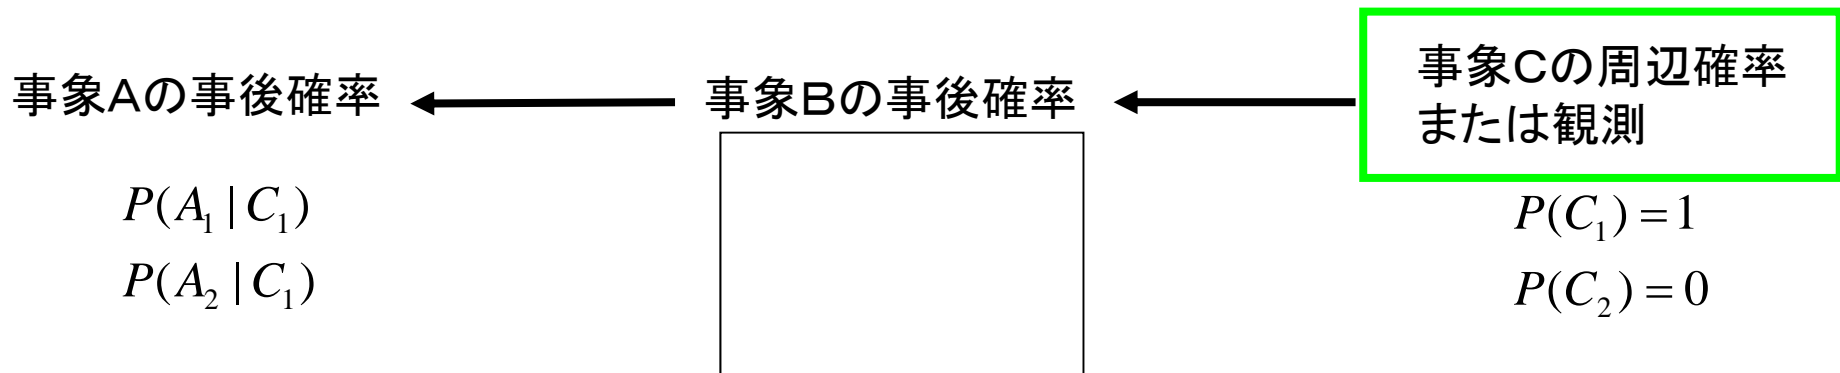 事象Aの事後確率
事象Bの事後確率
事象Cの周辺確率
または観測
P(A₁ | C₁)
P(A₂ | C₁)
P(C₁) = 1
P(C₂) = 0